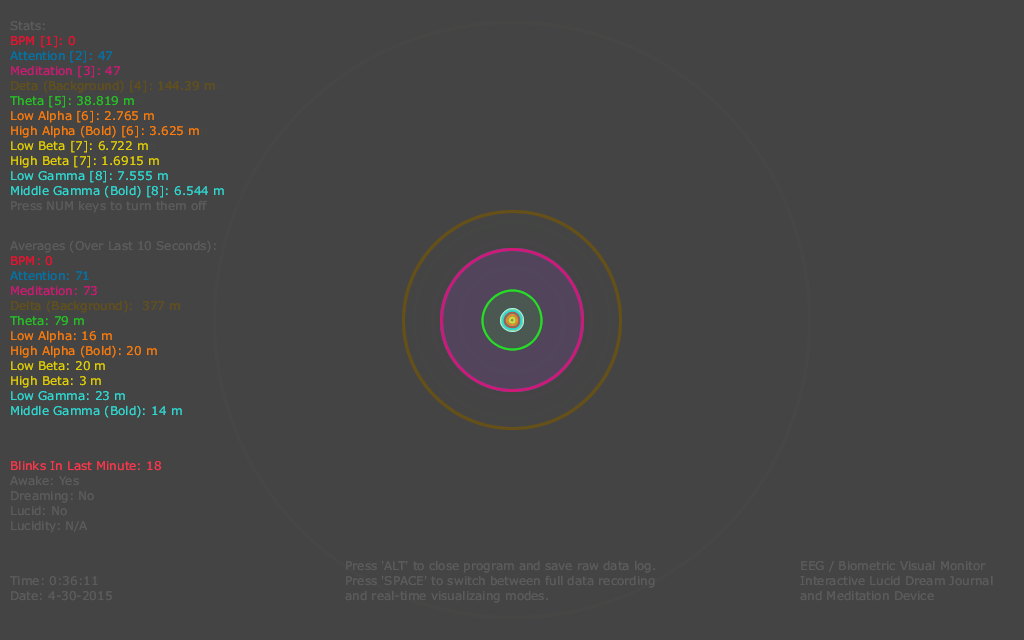 Stats:
BPM [1]: 0
Attention [2]: 47
Meditation [3]: 47
Delta (Background) [4]: 144.39 m
Theta [5]: 38.819 m
Low Alpha [6]: 2.765 m
High Alpha (Bold) [6]: 3.625 m
Low Beta [7]: 6.722 m
High Beta [7]: 1.6915 m
Low Gamma [8]: 7.555 m
Middle Gamma (Bold) [8]: 6.544 m
Press NUM keys to turn them off
Averages (Over Last 10 Seconds):
BPM: 0
Attention: 71
Meditation: 73
Delta (Background):  377 m
Theta: 79 m
Low Alpha: 16 m
High Alpha (Bold): 20 m
Low Beta: 20 m
High Beta: 3 m
Low Gamma: 23 m
Middle Gamma (Bold): 14 m
Blinks In Last Minute: 18
Awake: Yes
Dreaming: No
Lucid: No
Lucidity: N/A
Time: 0:36:11
Date: 4-30-2015
Press 'ALT' to close program and save raw data log.
Press 'SPACE' to switch between full data recording
and real-time visualizaing modes.
EEG / Biometric Visual Monitor
Interactive Lucid Dream Journal
and Meditation Device